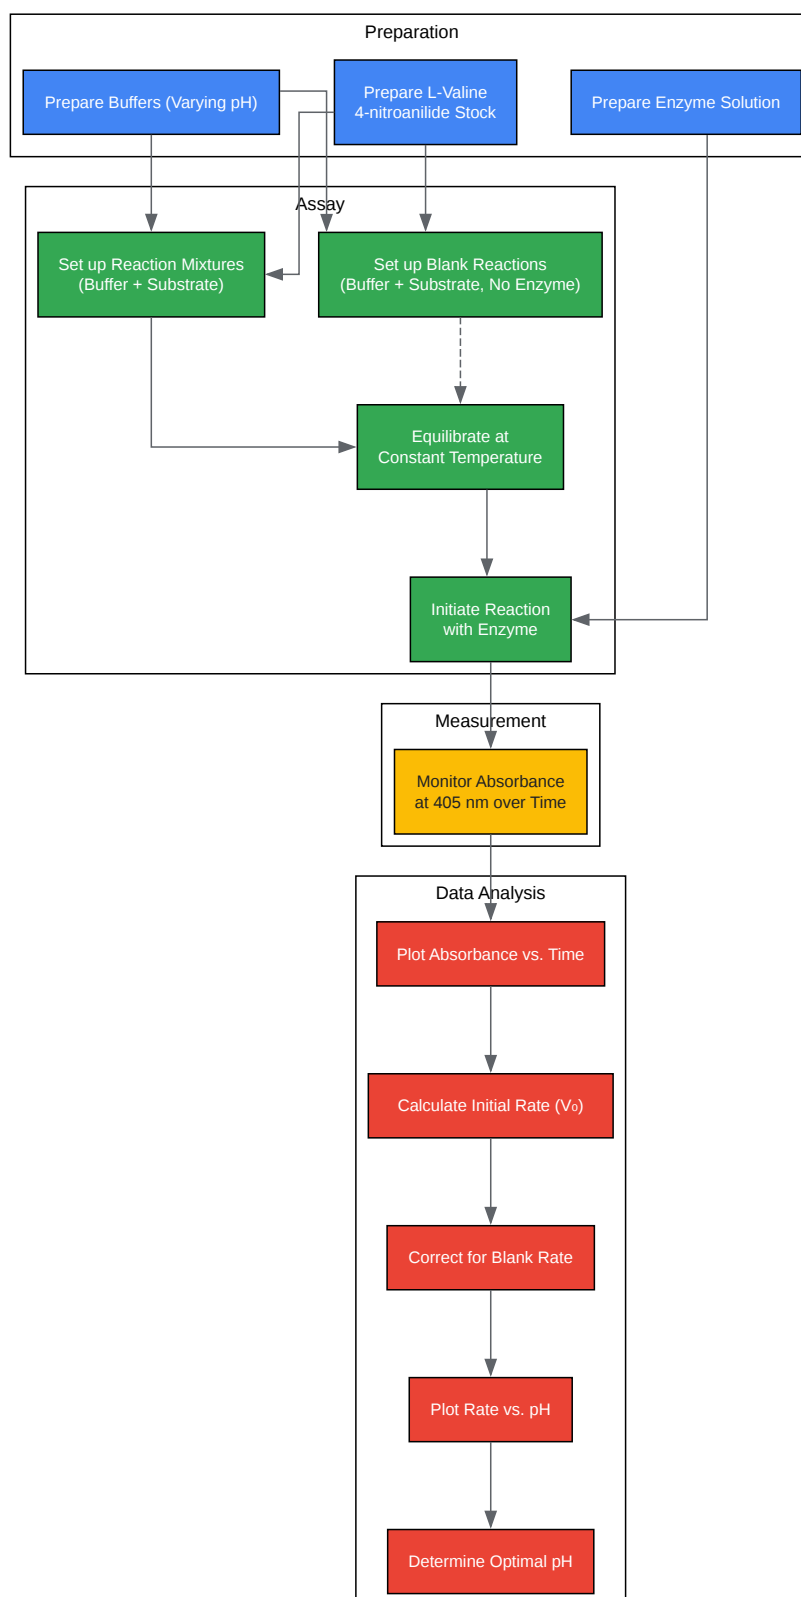 Preparation
Prepare Buffers (Varying pH)
Prepare L-Valine
4-nitroanilide Stock
Prepare Enzyme Solution
Assay
Set up Reaction Mixtures
(Buffer + Substrate)
Set up Blank Reactions
(Buffer + Substrate, No Enzyme)
Equilibrate at
Constant Temperature
Initiate Reaction
with Enzyme
Measurement
Monitor Absorbance
at 405 nm over Time
Data Analysis
Plot Absorbance vs. Time
Calculate Initial Rate (V₀)
Correct for Blank Rate
Plot Rate vs. pH
Determine Optimal pH